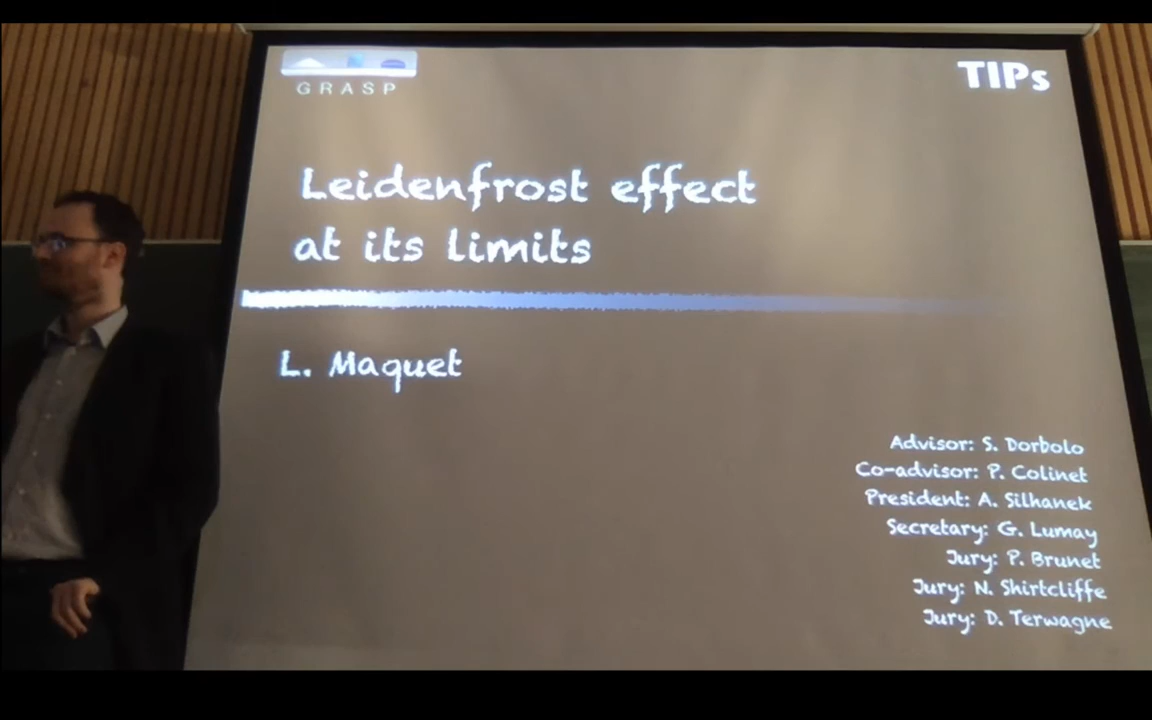 GRASP
TIPs
Leidenfrost effect
at its limits
L. Maquet
Advisor: S. Dorbolo
Co-advisor: P. Colinet
President: A. Silhanek
Secretary: G. Lumay
Jury: P. Brunet
Jury: N. Shirtcliffe
Jury: D. Terwagne